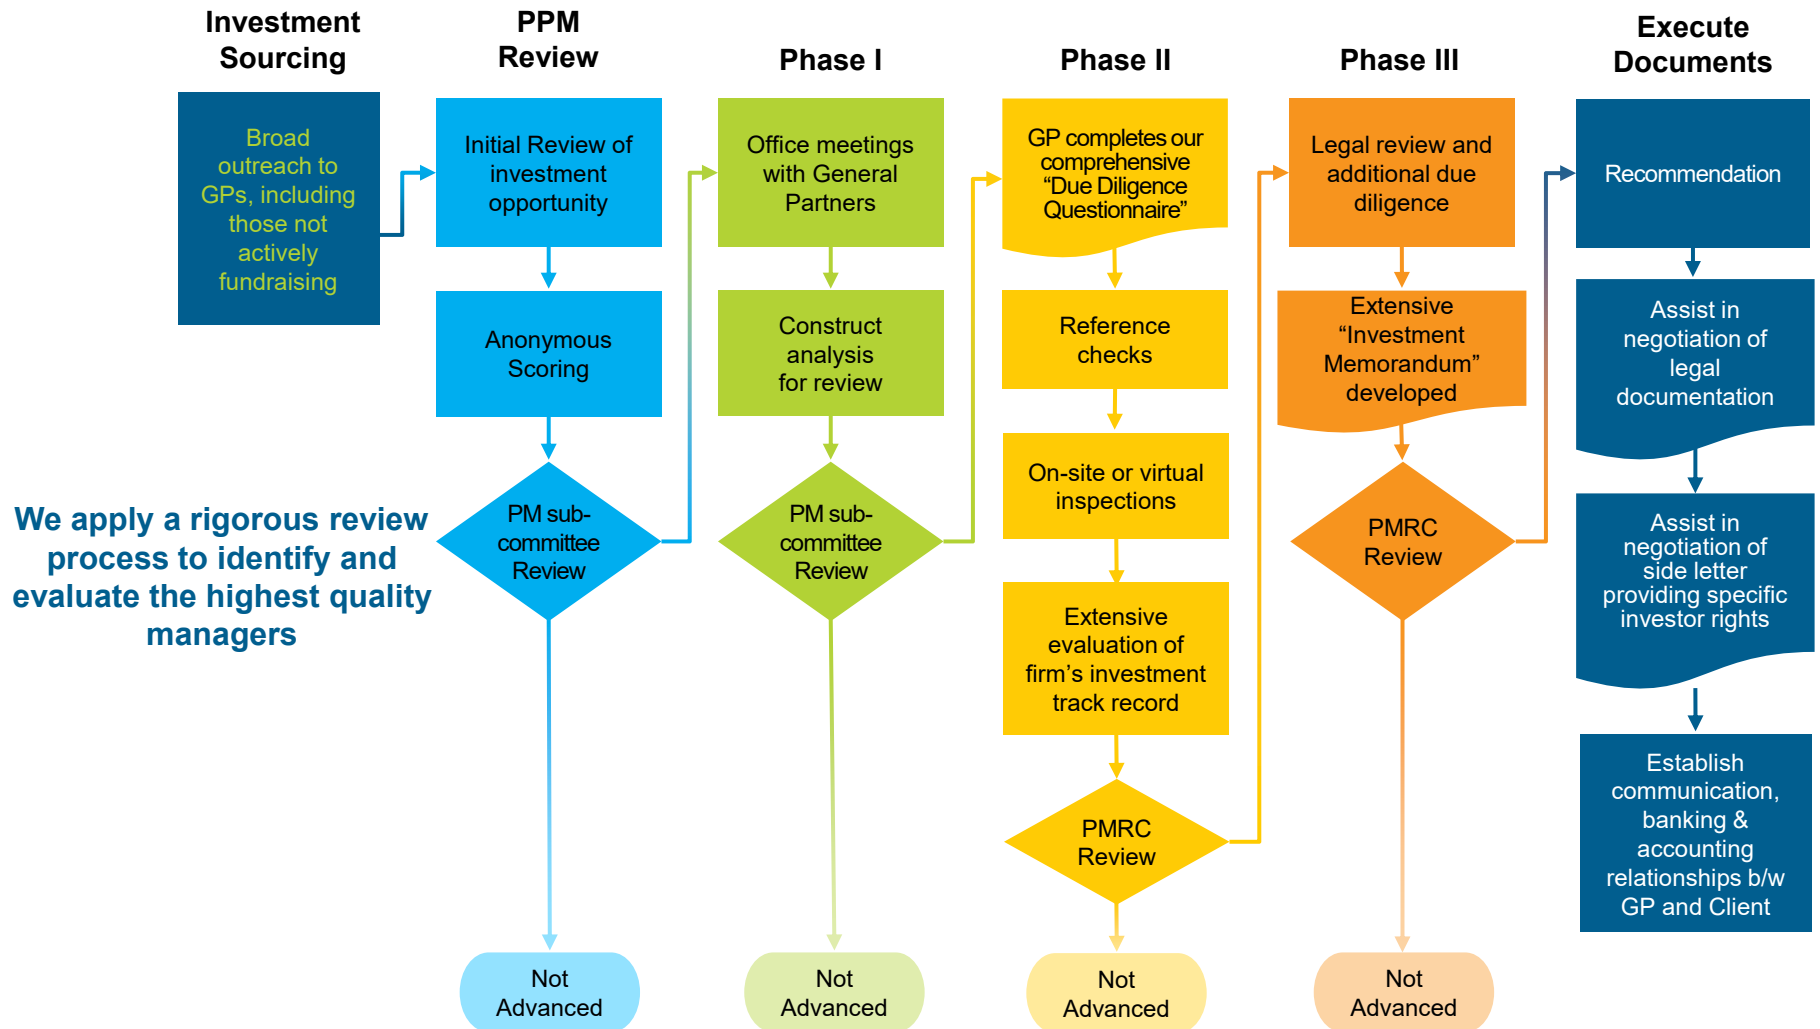 Investment
Sourcing
Broad
outreach to
GPs, including
those not
actively
fundraising
We apply a rigorous review
process to identify and
evaluate the highest quality
managers
PPM
Review
Initial Review of
investment
opportunity
Anonymous
Scoring
PM sub-
committee
Review
Not
Advanced
Phase I
Office meetings
with General
Partners
Construct
analysis
for review
PM sub-
committee
Review
Not
Advanced
Phase II
GP completes our
comprehensive
“Due Diligence
Questionnaire”
Reference
checks
On-site or virtual
inspections
Extensive
evaluation of
firm’s investment
track record
PMRC
Review
Not
Advanced
Phase III
Legal review and
additional due
diligence
Extensive
“Investment
Memorandum”
developed
PMRC
Review
Not
Advanced
Execute
Documents
Recommendation
Assist in
negotiation of
legal
documentation
Assist in
negotiation of
side letter
providing specific
investor rights
Establish
communication,
banking &
accounting
relationships b/w
GP and Client